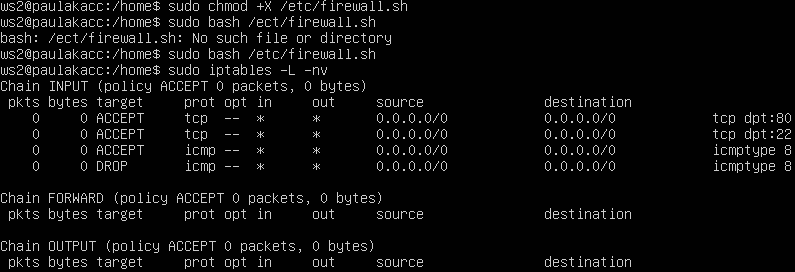 ws2@paulakacc:/home$ sudo chmod +X /etc/firewall.sh
ws2@paulakacc:/home$ sudo bash /ect/firewall.sh
bash: /ect/firewall.sh: No such file or directory
ws2@paulakacc:/home$ sudo bash /etc/firewall.sh
ws2@paulakacc:/home$ sudo iptables -L -nv
Chain INPUT (policy ACCEPT 0 packets, 0 bytes)
 pkts bytes target     prot opt in     out     source               destination
    0     0 ACCEPT     tcp  --  *      *       0.0.0.0/0            0.0.0.0/0            tcp dpt:80
    0     0 ACCEPT     tcp  --  *      *       0.0.0.0/0            0.0.0.0/0            tcp dpt:22
    0     0 ACCEPT     icmp --  *      *       0.0.0.0/0            0.0.0.0/0            icmptype 8
    0     0 DROP       icmp --  *      *       0.0.0.0/0            0.0.0.0/0            icmptype 8
Chain FORWARD (policy ACCEPT 0 packets, 0 bytes)
 pkts bytes target     prot opt in     out     source               destination
Chain OUTPUT (policy ACCEPT 0 packets, 0 bytes)
 pkts bytes target     prot opt in     out     source               destination